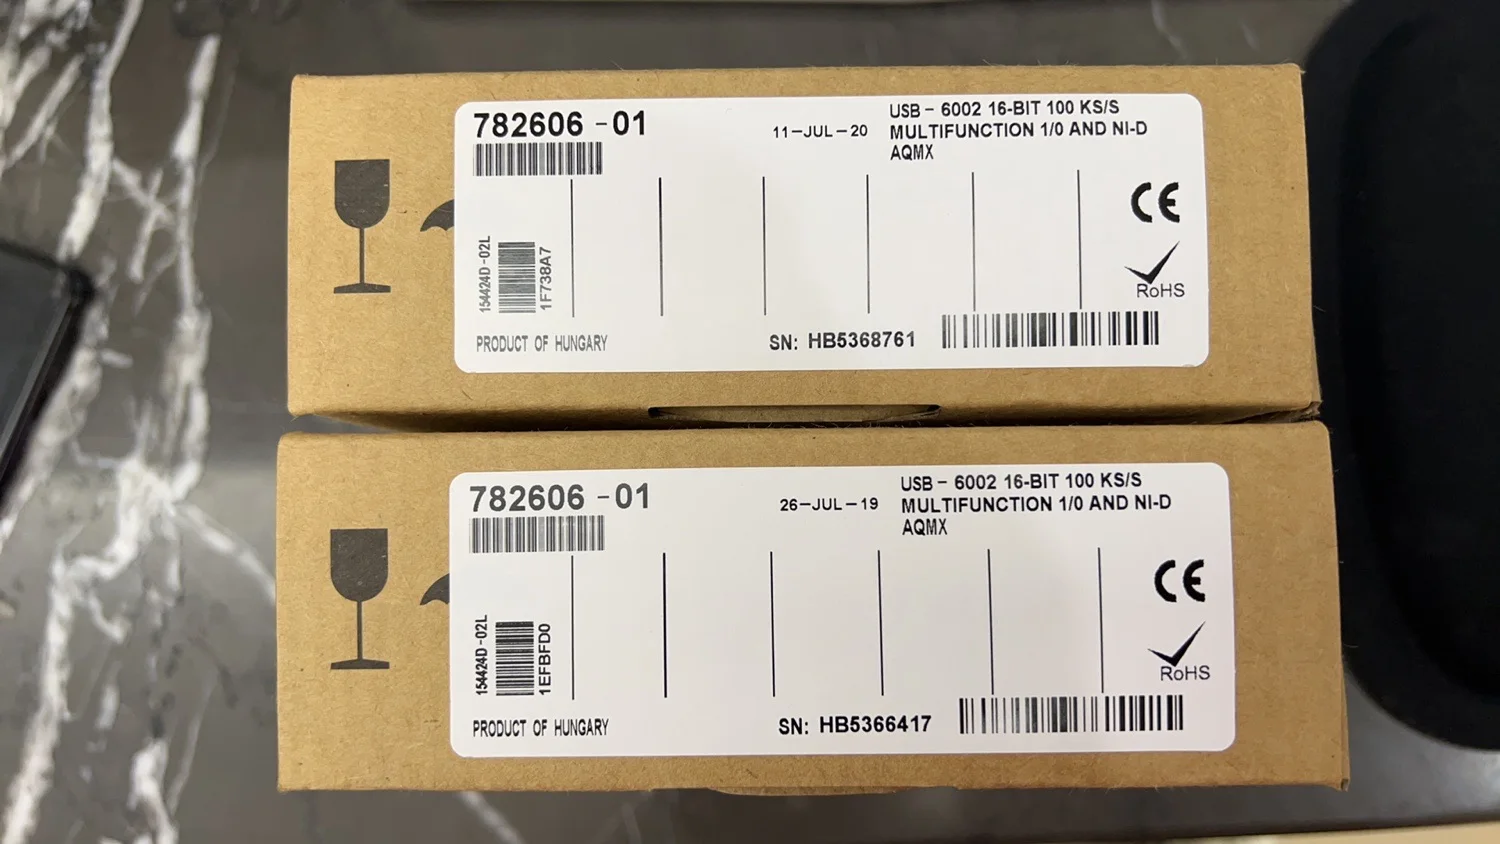 782606 -01
11-JUL-20
USB- 6002 16-BIT 100 KS/S
MULTIFUNCTION 1/0 AND NI-D
AQMX
CE
RoHS
154424D-02L
1F738A7
PRODUCT OF HUNGARY
SN: HB5368761
782606 -01
26-JUL-19
USB- 6002 16-BIT 100 KS/S
MULTIFUNCTION 1/0 AND NI-D
AQMX
CE
RoHS
154424D-02L
1EFBFD0
PRODUCT OF HUNGARY
SN: HB5366417